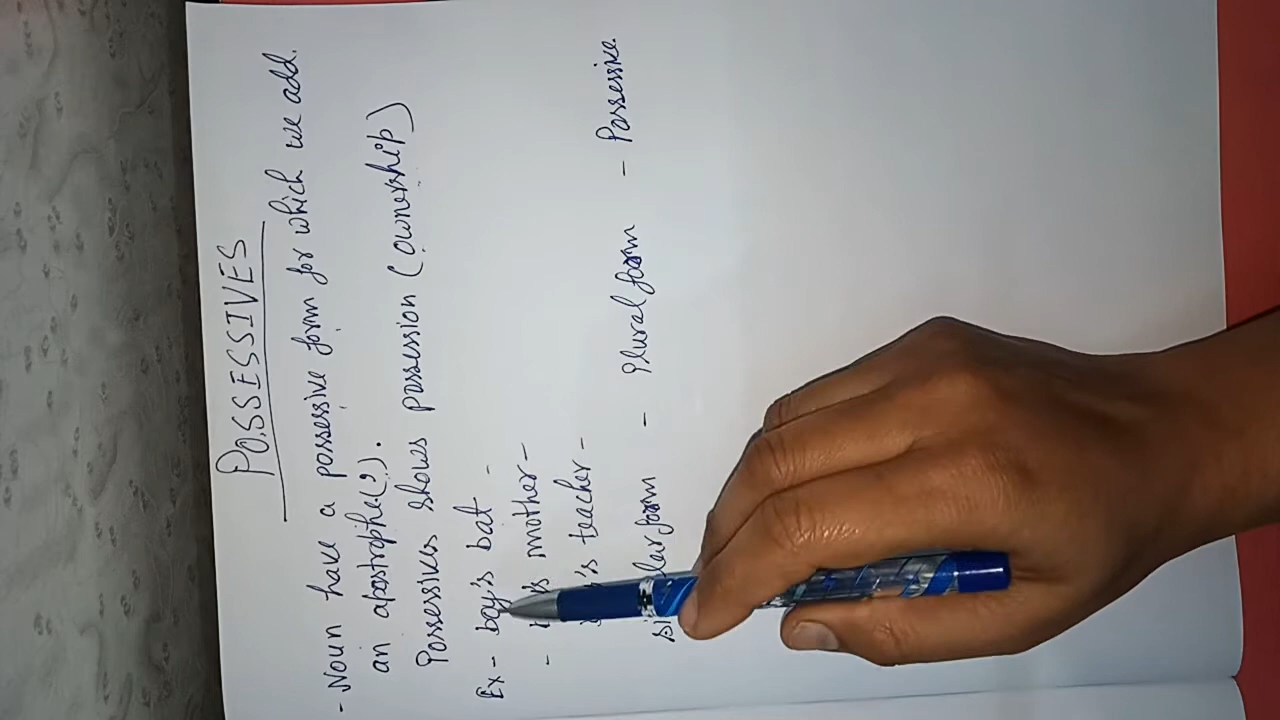 POSSESSIVES
- Noun have a possessive form for which we add
an apostrophe(').
Possessives shows possession (ownership)
Ex - boy's bat -
- mother -
's teacher -
form - Plural form - Possessive